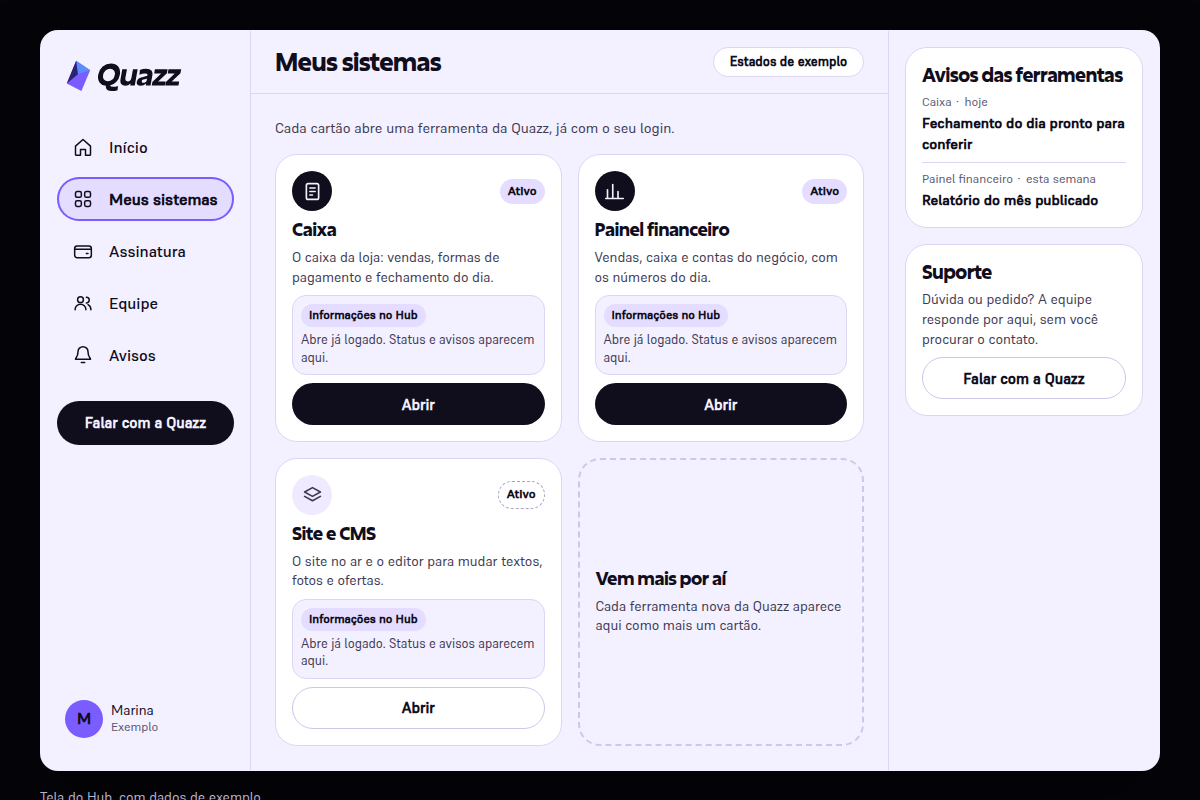 Quazz
Início
Meus sistemas
Assinatura
Equipe
Avisos
Falar com a Quazz
M
Marina
Exemplo
Meus sistemas
Estados de exemplo
Cada cartão abre uma ferramenta da Quazz, já com o seu login.
Ativo
Caixa
O caixa da loja: vendas, formas de
pagamento e fechamento do dia.
Informações no Hub
Abre já logado. Status e avisos aparecem
aqui.
Abrir
Ativo
Painel financeiro
Vendas, caixa e contas do negócio, com
os números do dia.
Informações no Hub
Abre já logado. Status e avisos aparecem
aqui.
Abrir
Ativo
Site e CMS
O site no ar e o editor para mudar textos,
fotos e ofertas.
Informações no Hub
Abre já logado. Status e avisos aparecem
aqui.
Abrir
Vem mais por aí
Cada ferramenta nova da Quazz aparece
aqui como mais um cartão.
Avisos das ferramentas
Caixa · hoje
Fechamento do dia pronto para
conferir
Painel financeiro · esta semana
Relatório do mês publicado
Suporte
Dúvida ou pedido? A equipe
responde por aqui, sem você
procurar o contato.
Falar com a Quazz
Tela do Hub, com dados de exemplo